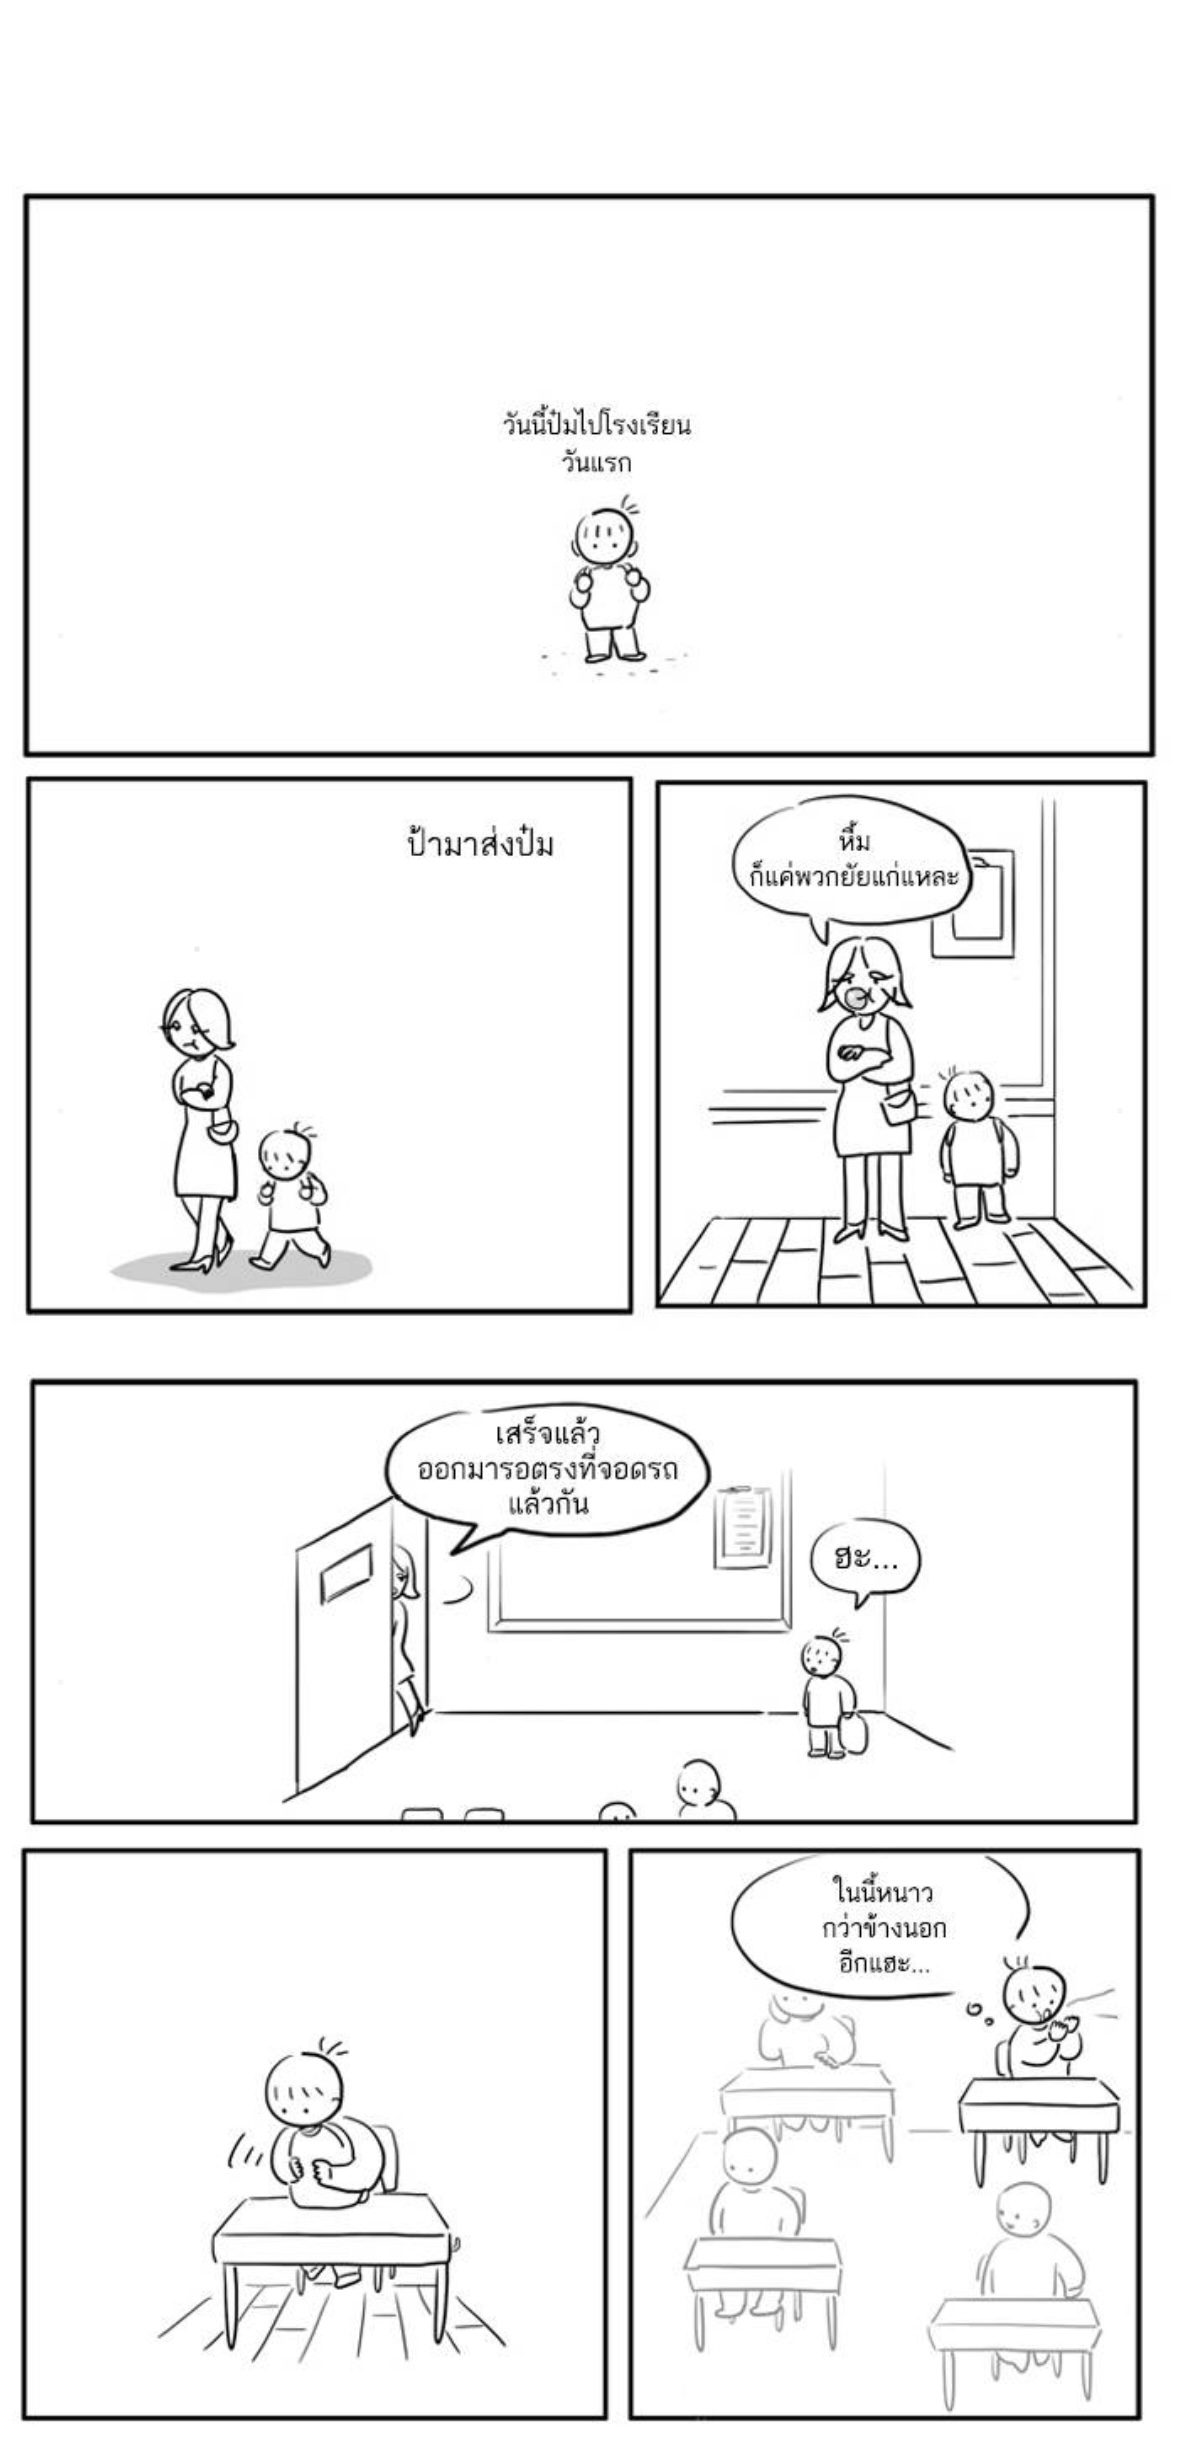 วันนี้ป๋มไปโรงเรียน
วันแรก
ป้ามาส่งป๋ม
หึ้ม
ก็แค่พวกยัยแก่แหละ
เสร็จแล้ว
ออกมารอตรงที่จอดรถ
แล้วกัน
ฮะ...
ในนี้หนาว
กว่าข้างนอก
อีกแฮะ...